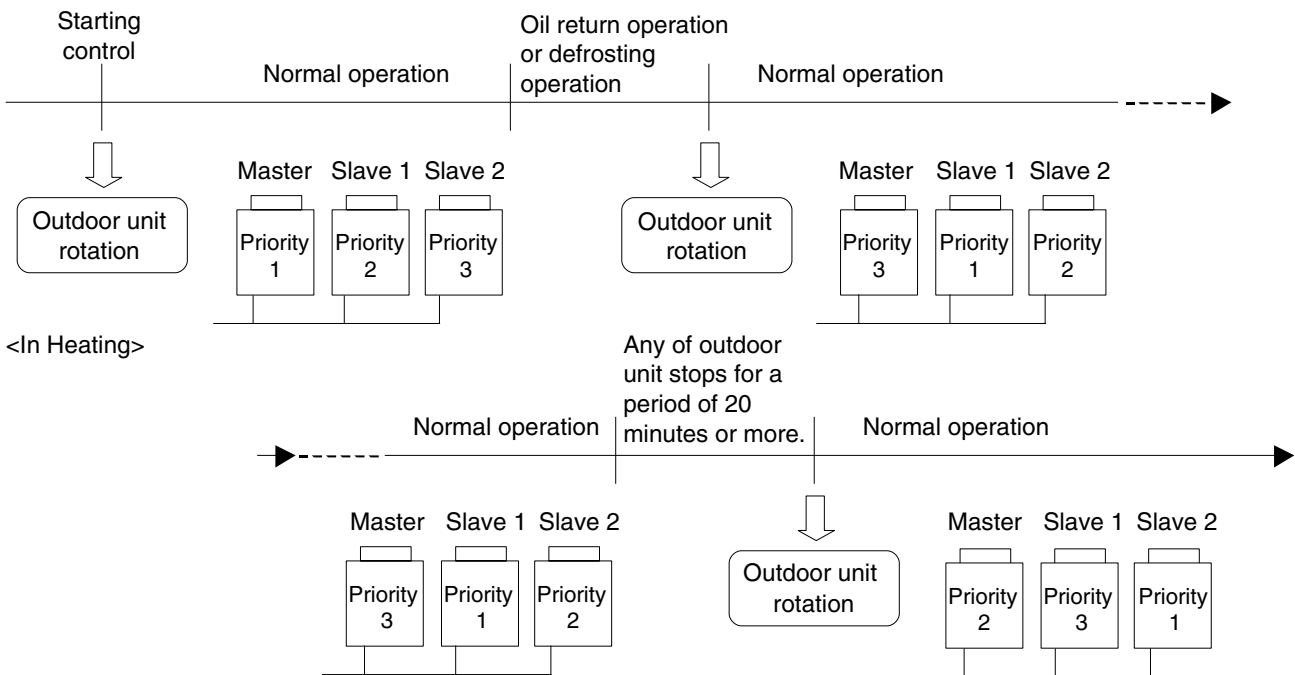 Starting
control
Normal operation
Oil return operation
or defrosting
operation
Normal operation
Outdoor unit
rotation
Master Slave 1 Slave 2
Priority
1
Priority
2
Priority
3
Outdoor unit
rotation
Master Slave 1 Slave 2
Priority
3
Priority
1
Priority
2
<In Heating>
Normal operation
Any of outdoor
unit stops for a
period of 20
minutes or more.
Normal operation
Master Slave 1 Slave 2
Priority
3
Priority
1
Priority
2
Outdoor unit
rotation
Master Slave 1 Slave 2
Priority
2
Priority
3
Priority
1